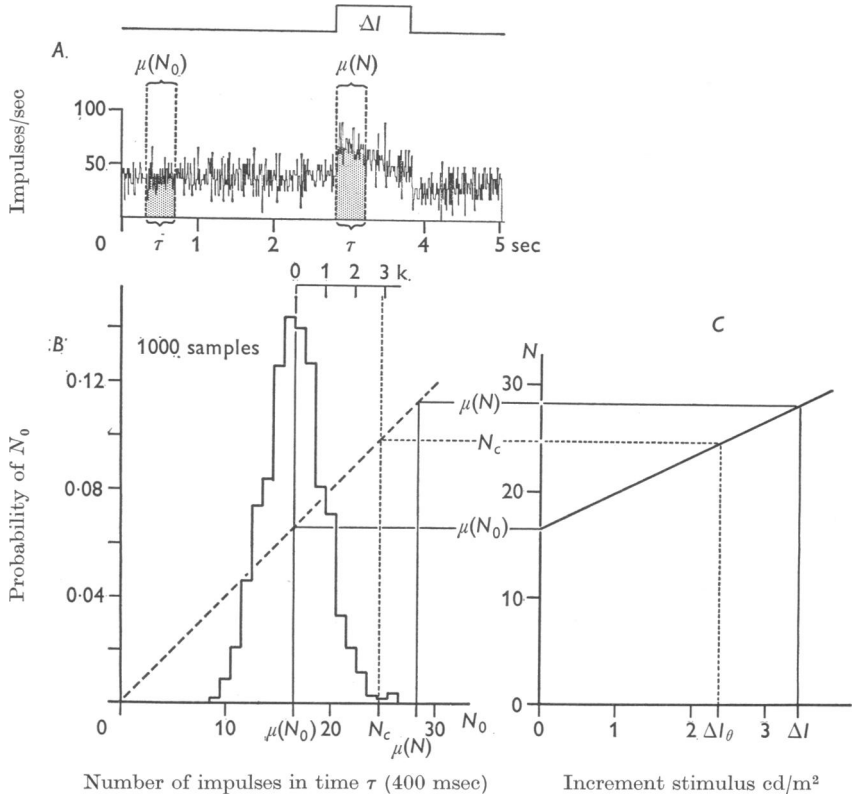 ΔI
A.
μ(N₀) μ(N)
Impulses/sec
100
50
0 τ 1 2 τ 4 5 sec
0 1 2 3 k.
B
1000 samples
Probability of N₀
0·12
0·08
0·04
0 10 μ(N₀) 20 N_c μ(N) 30 N₀
Number of impulses in time τ (400 msec)
μ(N)
N_c
μ(N₀)
C
N
30
20
10
0
0 1 2 ΔI_θ 3 ΔI
Increment stimulus cd/m²